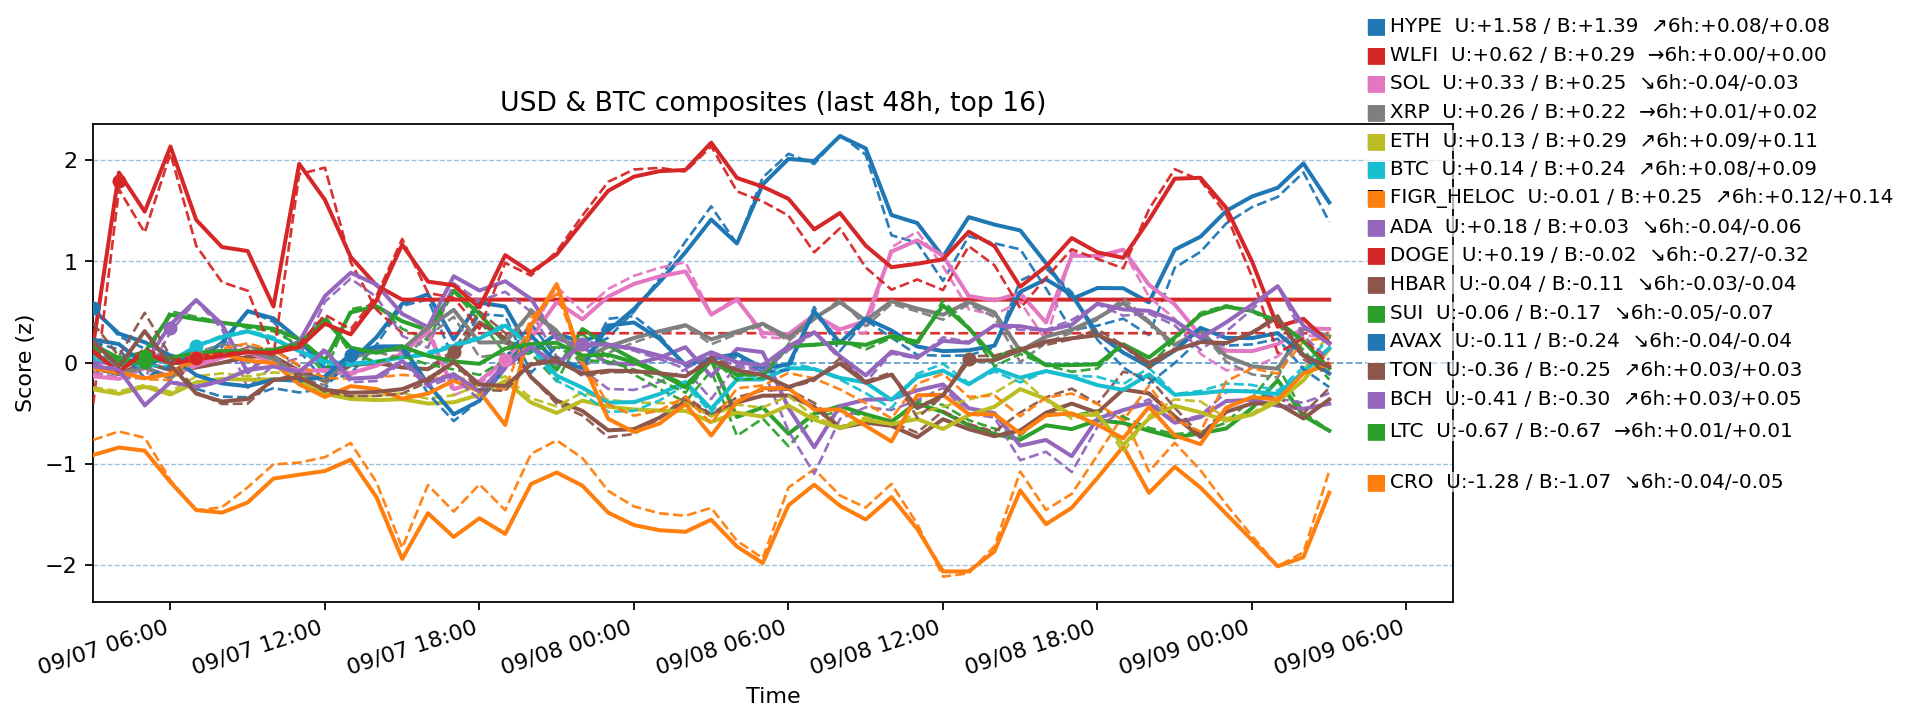 HYPE U:+1.58 / B:+1.39 ↗6h:+0.08/+0.08
WLFI U:+0.62 / B:+0.29 →6h:+0.00/+0.00
SOL U:+0.33 / B:+0.25 ↘6h:-0.04/-0.03
USD & BTC composites (last 48h, top 16)
XRP U:+0.26 / B:+0.22 →6h:+0.01/+0.02
ETH U:+0.13 / B:+0.29 ↗6h:+0.09/+0.11
BTC U:+0.14 / B:+0.24 ↗6h:+0.08/+0.09
FIGR_HELOC U:-0.01 / B:+0.25 ↗6h:+0.12/+0.14
ADA U:+0.18 / B:+0.03 ↘6h:-0.04/-0.06
DOGE U:+0.19 / B:-0.02 ↘6h:-0.27/-0.32
HBAR U:-0.04 / B:-0.11 ↘6h:-0.03/-0.04
SUI U:-0.06 / B:-0.17 ↘6h:-0.05/-0.07
AVAX U:-0.11 / B:-0.24 ↘6h:-0.04/-0.04
TON U:-0.36 / B:-0.25 ↗6h:+0.03/+0.03
BCH U:-0.41 / B:-0.30 ↗6h:+0.03/+0.05
LTC U:-0.67 / B:-0.67 →6h:+0.01/+0.01
CRO U:-1.28 / B:-1.07 ↘6h:-0.04/-0.05
Score (z)
2
1
0
−1
−2
09/07 06:00
09/07 12:00
09/07 18:00
09/08 00:00
09/08 06:00
09/08 12:00
09/08 18:00
09/09 00:00
09/09 06:00
Time